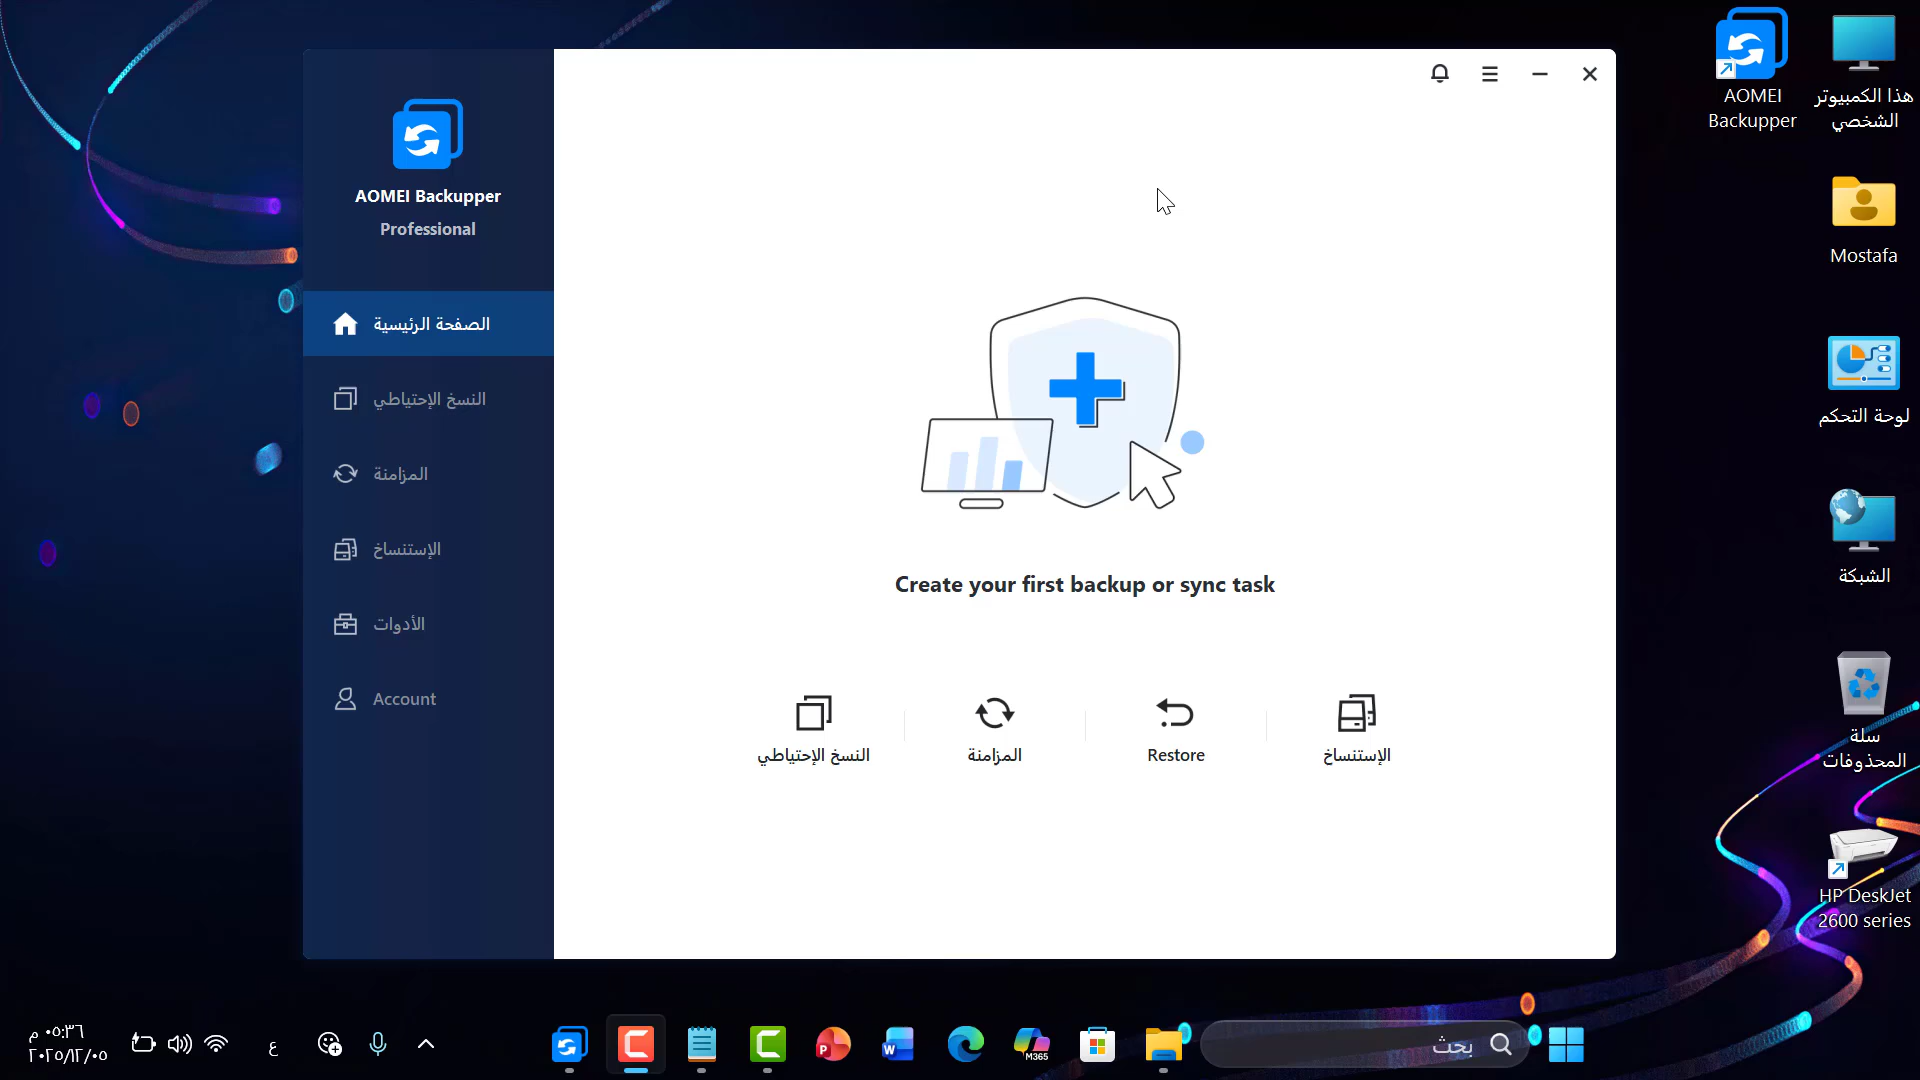 AOMEI Backupper
Professional
الصفحة الرئيسية
النسخ الإحتياطي
المزامنة
الإستنساخ
الأدوات
Account
Create your first backup or sync task
النسخ الإحتياطي
المزامنة
Restore
الإستنساخ
AOMEI
Backupper
هذا الكمبيوتر
الشخصي
Mostafa
لوحة التحكم
الشبكة
سلة
المحذوفات
HP DeskJet
2600 series
٠٥:٣٦ م
٢٠٢٥/١٢/٠٥
ع
P
W
M365
بحث